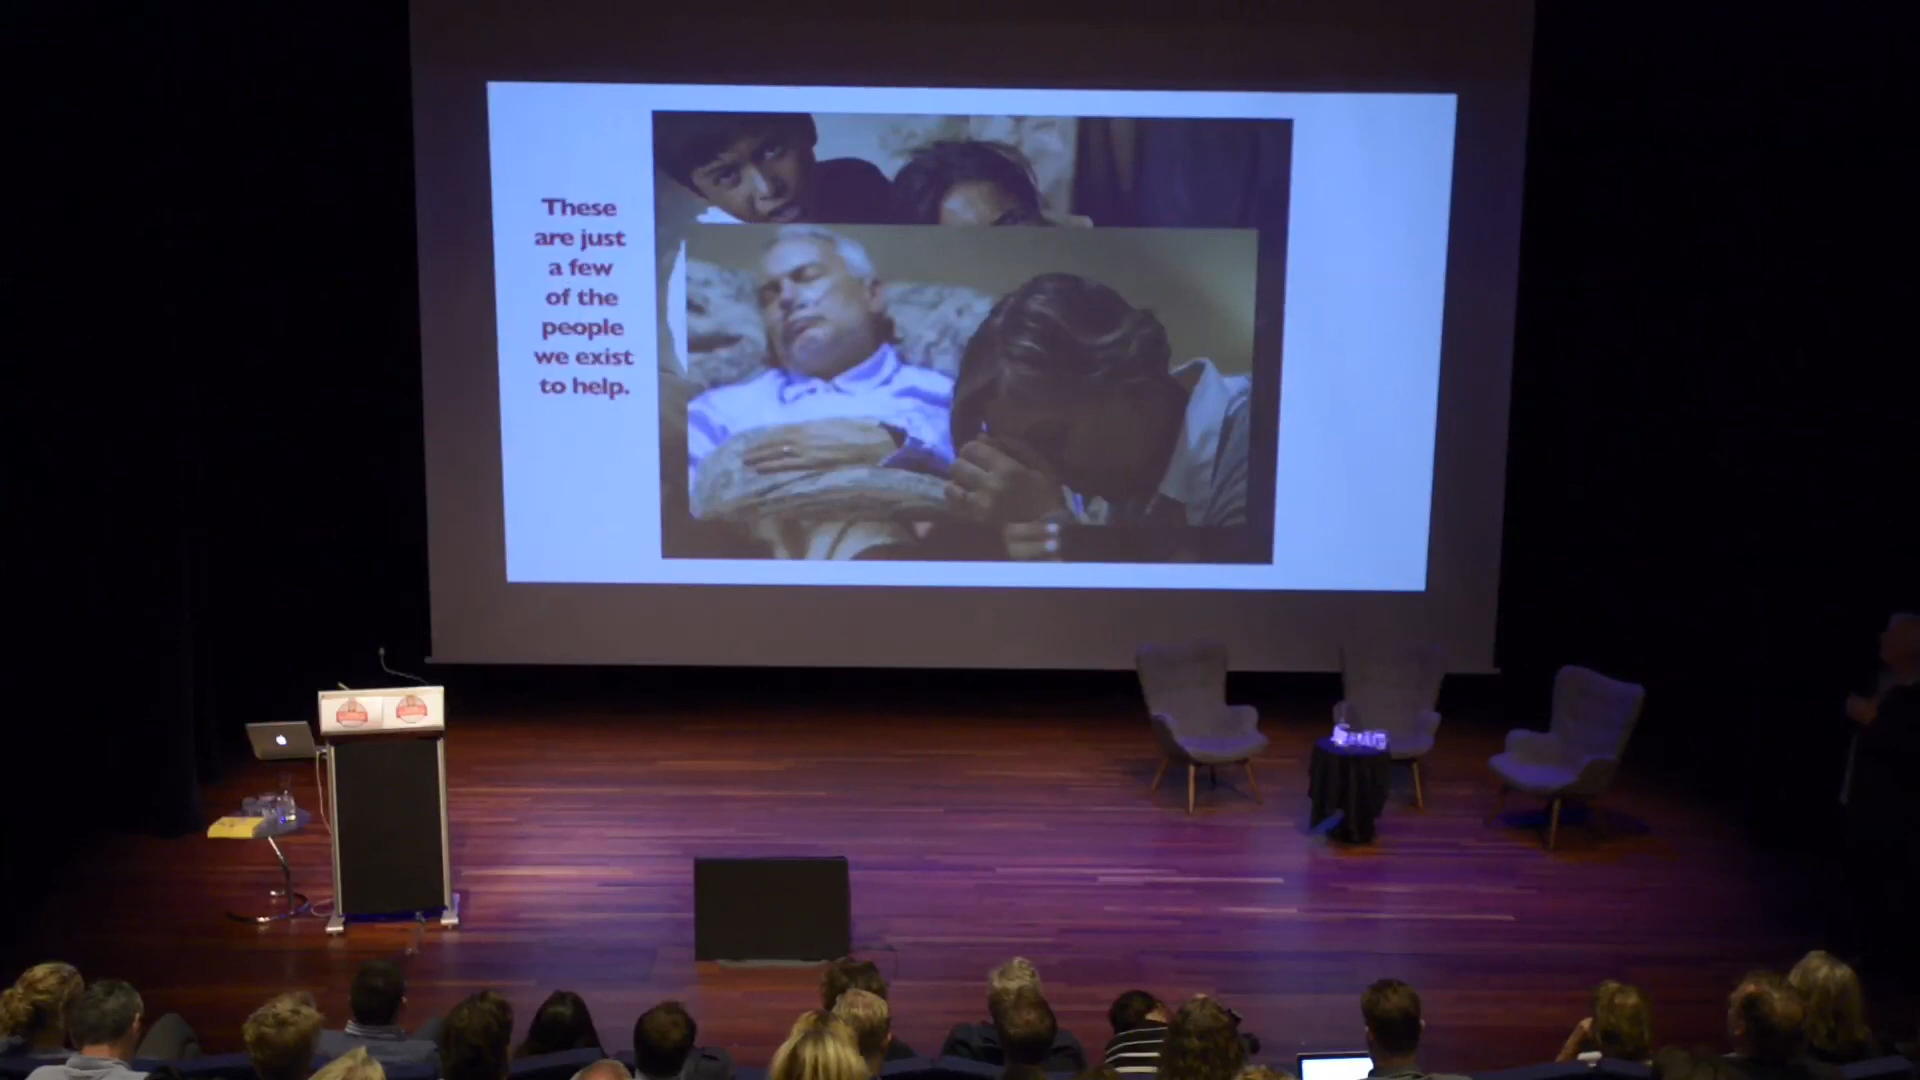 These
are just
a few
of the
people
we exist
to help.